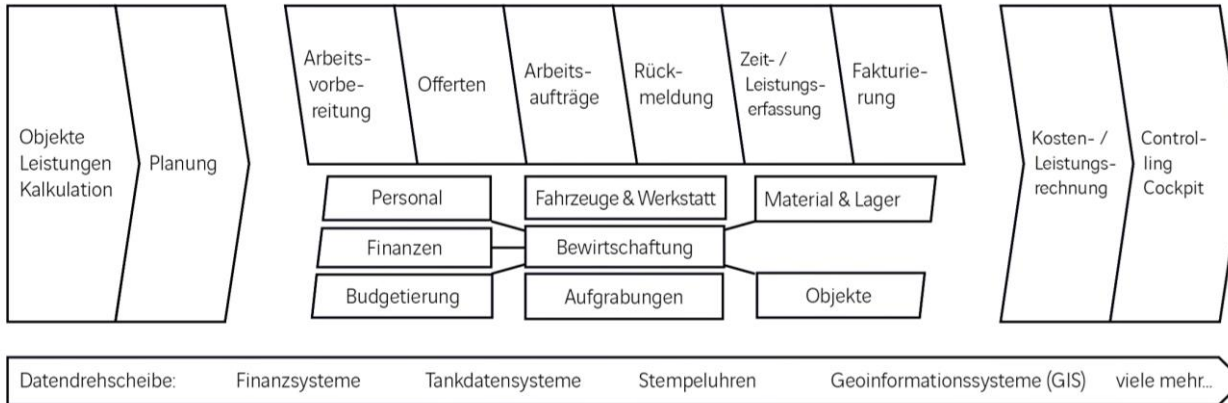 Objekte
Leistungen
Kalkulation
Planung
Arbeits-
vorbe-
reitung
Offerten
Arbeits-
aufträge
Rück-
meldung
Zeit- /
Leistungs-
erfassung
Fakturie-
rung
Personal
Fahrzeuge & Werkstatt
Material & Lager
Finanzen
Bewirtschaftung
Budgetierung
Aufgrabungen
Objekte
Kosten- /
Leistungs-
rechnung
Control-
ling
Cockpit
Datendrehscheibe: Finanzsysteme Tankdatensysteme Stempeluhren Geoinformationssysteme (GIS) viele mehr...